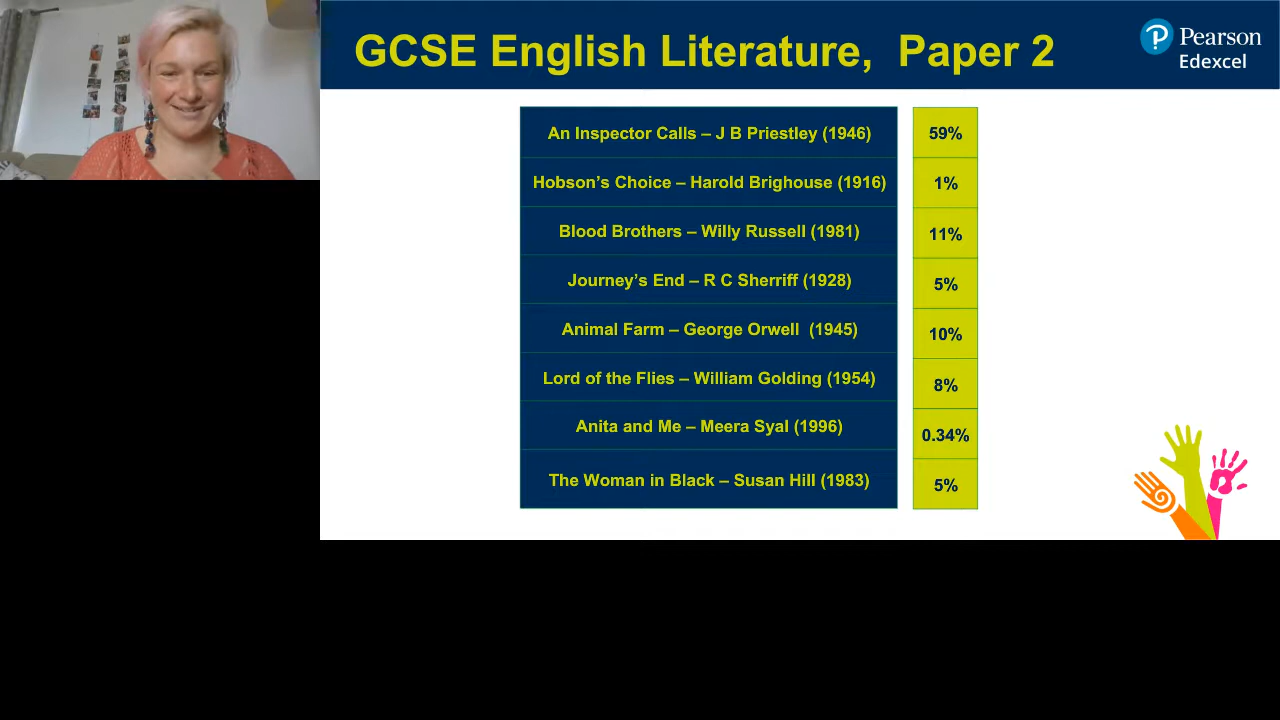 GCSE English Literature, Paper 2
Pearson
Edexcel
An Inspector Calls – J B Priestley (1946) 59%
Hobson’s Choice – Harold Brighouse (1916) 1%
Blood Brothers – Willy Russell (1981) 11%
Journey’s End – R C Sherriff (1928) 5%
Animal Farm – George Orwell (1945) 10%
Lord of the Flies – William Golding (1954) 8%
Anita and Me – Meera Syal (1996) 0.34%
The Woman in Black – Susan Hill (1983) 5%